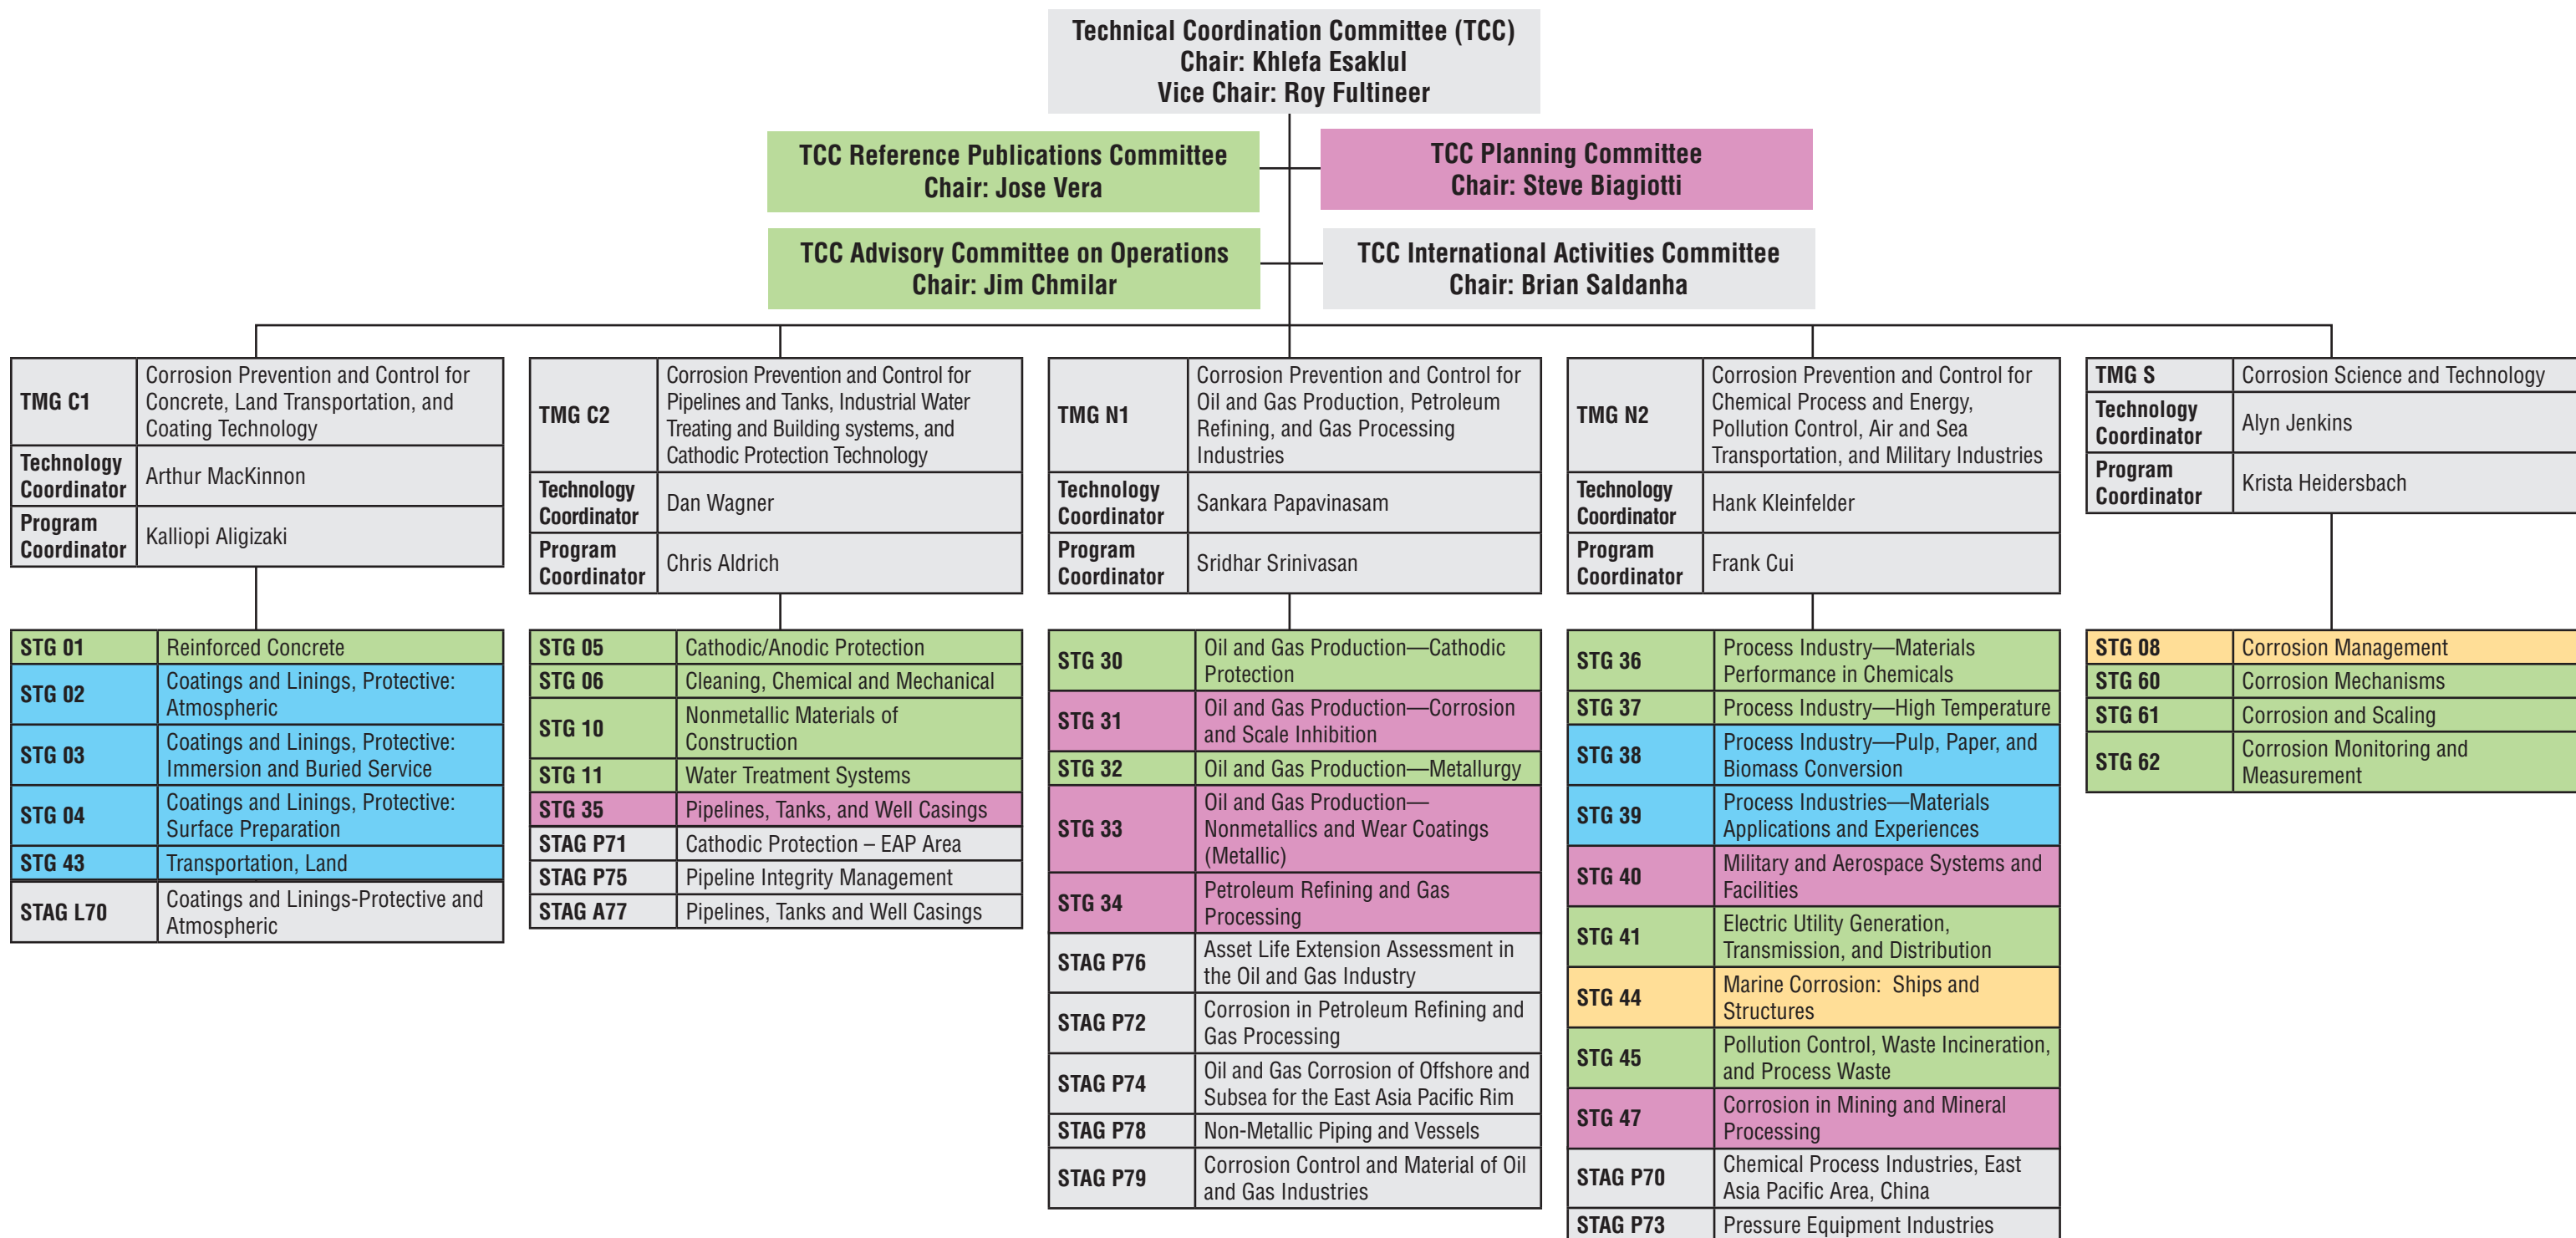 Technical Coordination Committee (TCC)
Chair: Khlefa Esaklul
Vice Chair: Roy Fultineer
TCC Reference Publications Committee
Chair: Jose Vera
TCC Planning Committee
Chair: Steve Biagiotti
TCC Advisory Committee on Operations
Chair: Jim Chmilar
TCC International Activities Committee
Chair: Brian Saldanha
TMG C1
Corrosion Prevention and Control for
Concrete, Land Transportation, and
Coating Technology
Technology
Coordinator
Arthur MacKinnon
Program
Coordinator
Kalliopi Aligizaki
STG 01
Reinforced Concrete
STG 02
Coatings and Linings, Protective:
Atmospheric
STG 03
Coatings and Linings, Protective:
Immersion and Buried Service
STG 04
Coatings and Linings, Protective:
Surface Preparation
STG 43
Transportation, Land
STAG L70
Coatings and Linings-Protective and
Atmospheric
TMG C2
Corrosion Prevention and Control for
Pipelines and Tanks, Industrial Water
Treating and Building systems, and
Cathodic Protection Technology
Technology
Coordinator
Dan Wagner
Program
Coordinator
Chris Aldrich
STG 05
Cathodic/Anodic Protection
STG 06
Cleaning, Chemical and Mechanical
STG 10
Nonmetallic Materials of
Construction
STG 11
Water Treatment Systems
STG 35
Pipelines, Tanks, and Well Casings
STAG P71
Cathodic Protection – EAP Area
STAG P75
Pipeline Integrity Management
STAG A77
Pipelines, Tanks and Well Casings
TMG N1
Corrosion Prevention and Control for
Oil and Gas Production, Petroleum
Refining, and Gas Processing
Industries
Technology
Coordinator
Sankara Papavinasam
Program
Coordinator
Sridhar Srinivasan
STG 30
Oil and Gas Production—Cathodic
Protection
STG 31
Oil and Gas Production—Corrosion
and Scale Inhibition
STG 32
Oil and Gas Production—Metallurgy
STG 33
Oil and Gas Production—
Nonmetallics and Wear Coatings
(Metallic)
STG 34
Petroleum Refining and Gas
Processing
STAG P76
Asset Life Extension Assessment in
the Oil and Gas Industry
STAG P72
Corrosion in Petroleum Refining and
Gas Processing
STAG P74
Oil and Gas Corrosion of Offshore and
Subsea for the East Asia Pacific Rim
STAG P78
Non-Metallic Piping and Vessels
STAG P79
Corrosion Control and Material of Oil
and Gas Industries
TMG N2
Corrosion Prevention and Control for
Chemical Process and Energy,
Pollution Control, Air and Sea
Transportation, and Military Industries
Technology
Coordinator
Hank Kleinfelder
Program
Coordinator
Frank Cui
STG 36
Process Industry—Materials
Performance in Chemicals
STG 37
Process Industry—High Temperature
STG 38
Process Industry—Pulp, Paper, and
Biomass Conversion
STG 39
Process Industries—Materials
Applications and Experiences
STG 40
Military and Aerospace Systems and
Facilities
STG 41
Electric Utility Generation,
Transmission, and Distribution
STG 44
Marine Corrosion: Ships and
Structures
STG 45
Pollution Control, Waste Incineration,
and Process Waste
STG 47
Corrosion in Mining and Mineral
Processing
STAG P70
Chemical Process Industries, East
Asia Pacific Area, China
STAG P73
Pressure Equipment Industries
TMG S
Corrosion Science and Technology
Technology
Coordinator
Alyn Jenkins
Program
Coordinator
Krista Heidersbach
STG 08
Corrosion Management
STG 60
Corrosion Mechanisms
STG 61
Corrosion and Scaling
STG 62
Corrosion Monitoring and
Measurement